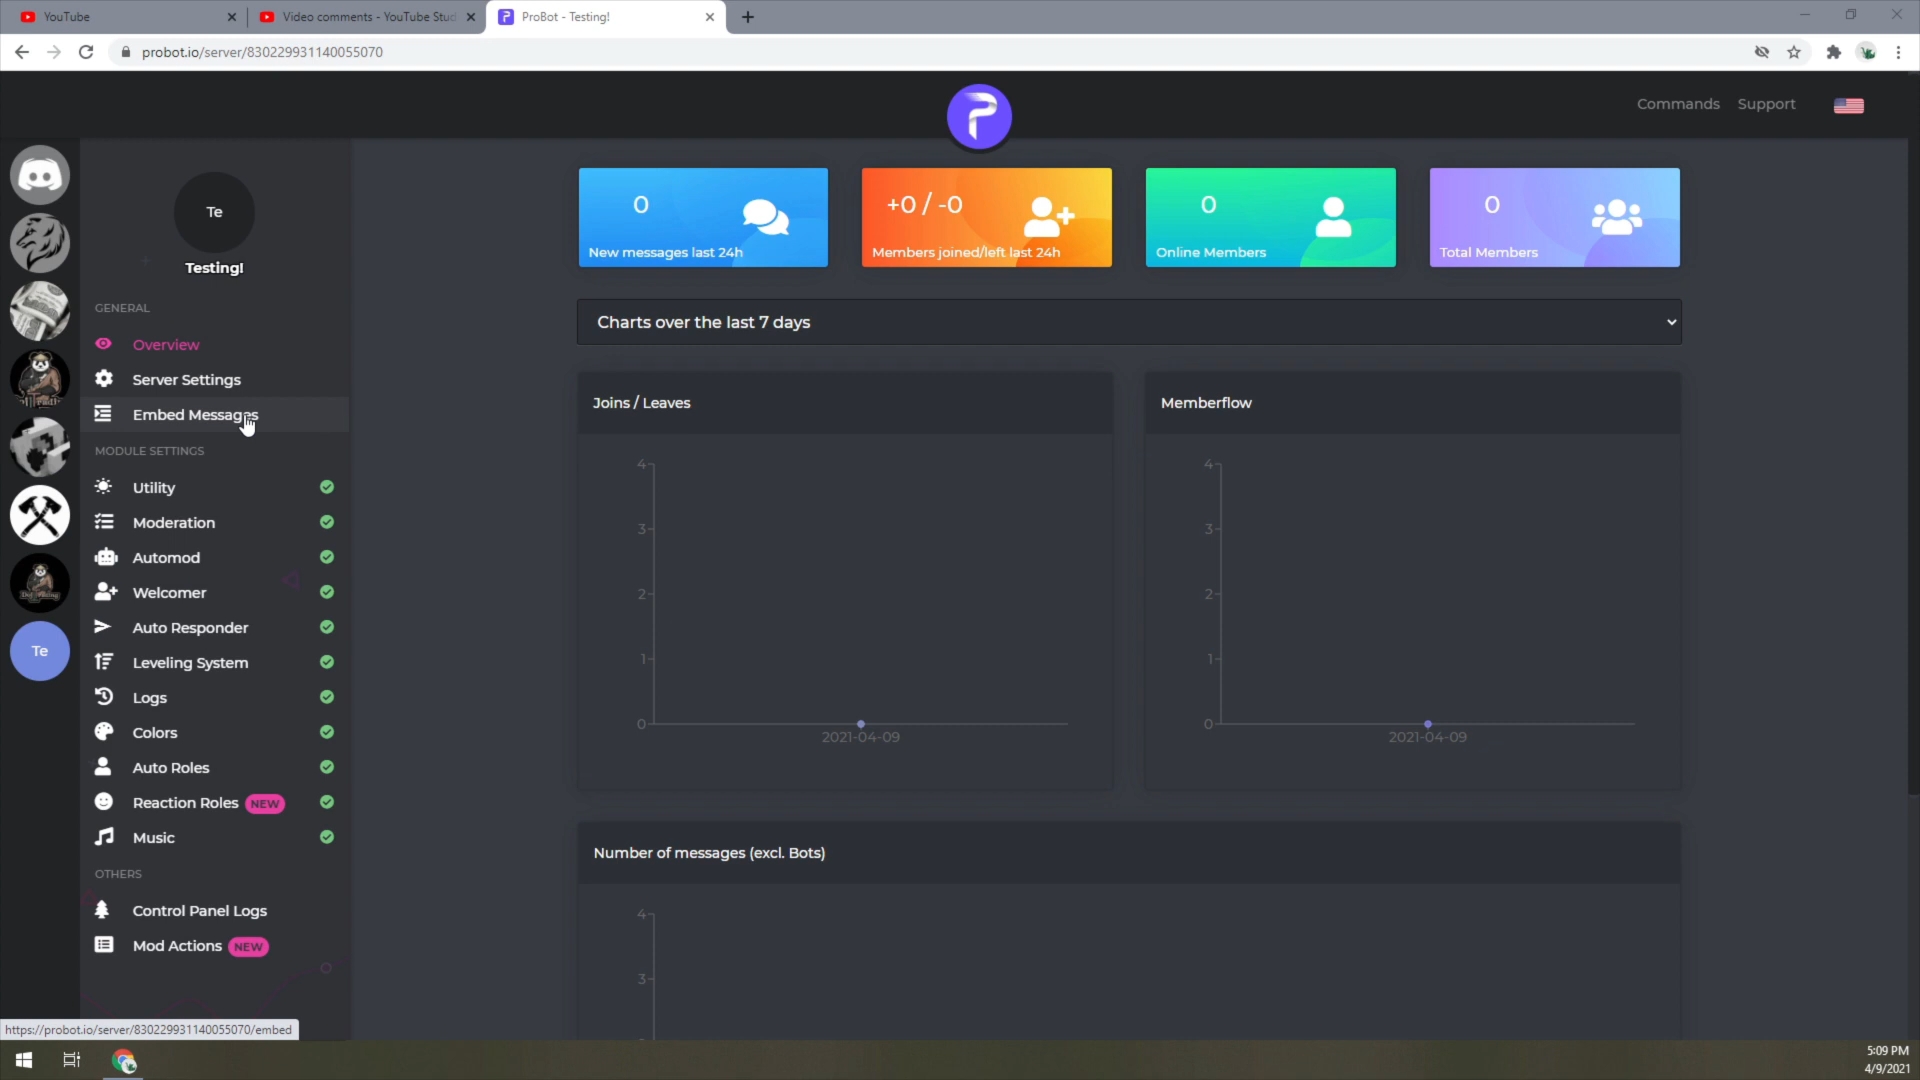 YouTube
Video comments - YouTube Stud
ProBot - Testing!
probot.io/server/830229931140055070
Commands
Support
Te
Testing!
GENERAL
Overview
Server Settings
Embed Messages
MODULE SETTINGS
Utility
Moderation
Automod
Welcomer
Auto Responder
Leveling System
Logs
Colors
Auto Roles
Reaction Roles NEW
Music
OTHERS
Control Panel Logs
Mod Actions NEW
Te
0
New messages last 24h
+0 / -0
Members joined/left last 24h
0
Online Members
0
Total Members
Charts over the last 7 days
Joins / Leaves
4
3
2
1
0
2021-04-09
Memberflow
4
3
2
1
0
2021-04-09
Number of messages (excl. Bots)
4
3
https://probot.io/server/830229931140055070/embed
5:09 PM
4/9/2021